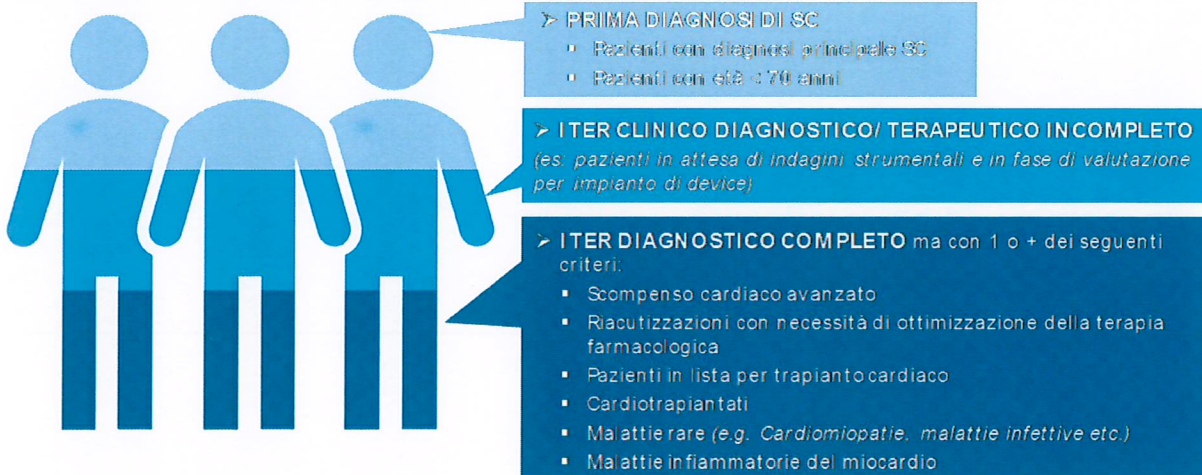 ➢ PRIMA DIAGNOSI DI SC
▪ Pazienti con diagnosi principale SC
▪ Pazienti con età < 70 anni
➢ ITER CLINICO DIAGNOSTICO/ TERAPEUTICO INCOMPLETO
(es: pazienti in attesa di indagini strumentali e in fase di valutazione
per impianto di device)
➢ ITER DIAGNOSTICO COMPLETO ma con 1 o + dei seguenti
criteri:
▪ Scompenso cardiaco avanzato
▪ Riacutizzazioni con necessità di ottimizzazione della terapia
farmacologica
▪ Pazienti in lista per trapianto cardiaco
▪ Cardiotrapiantati
▪ Malattie rare (e.g. Cardiomiopatie, malattie infettive etc.)
▪ Malattie infiammatorie del miocardio